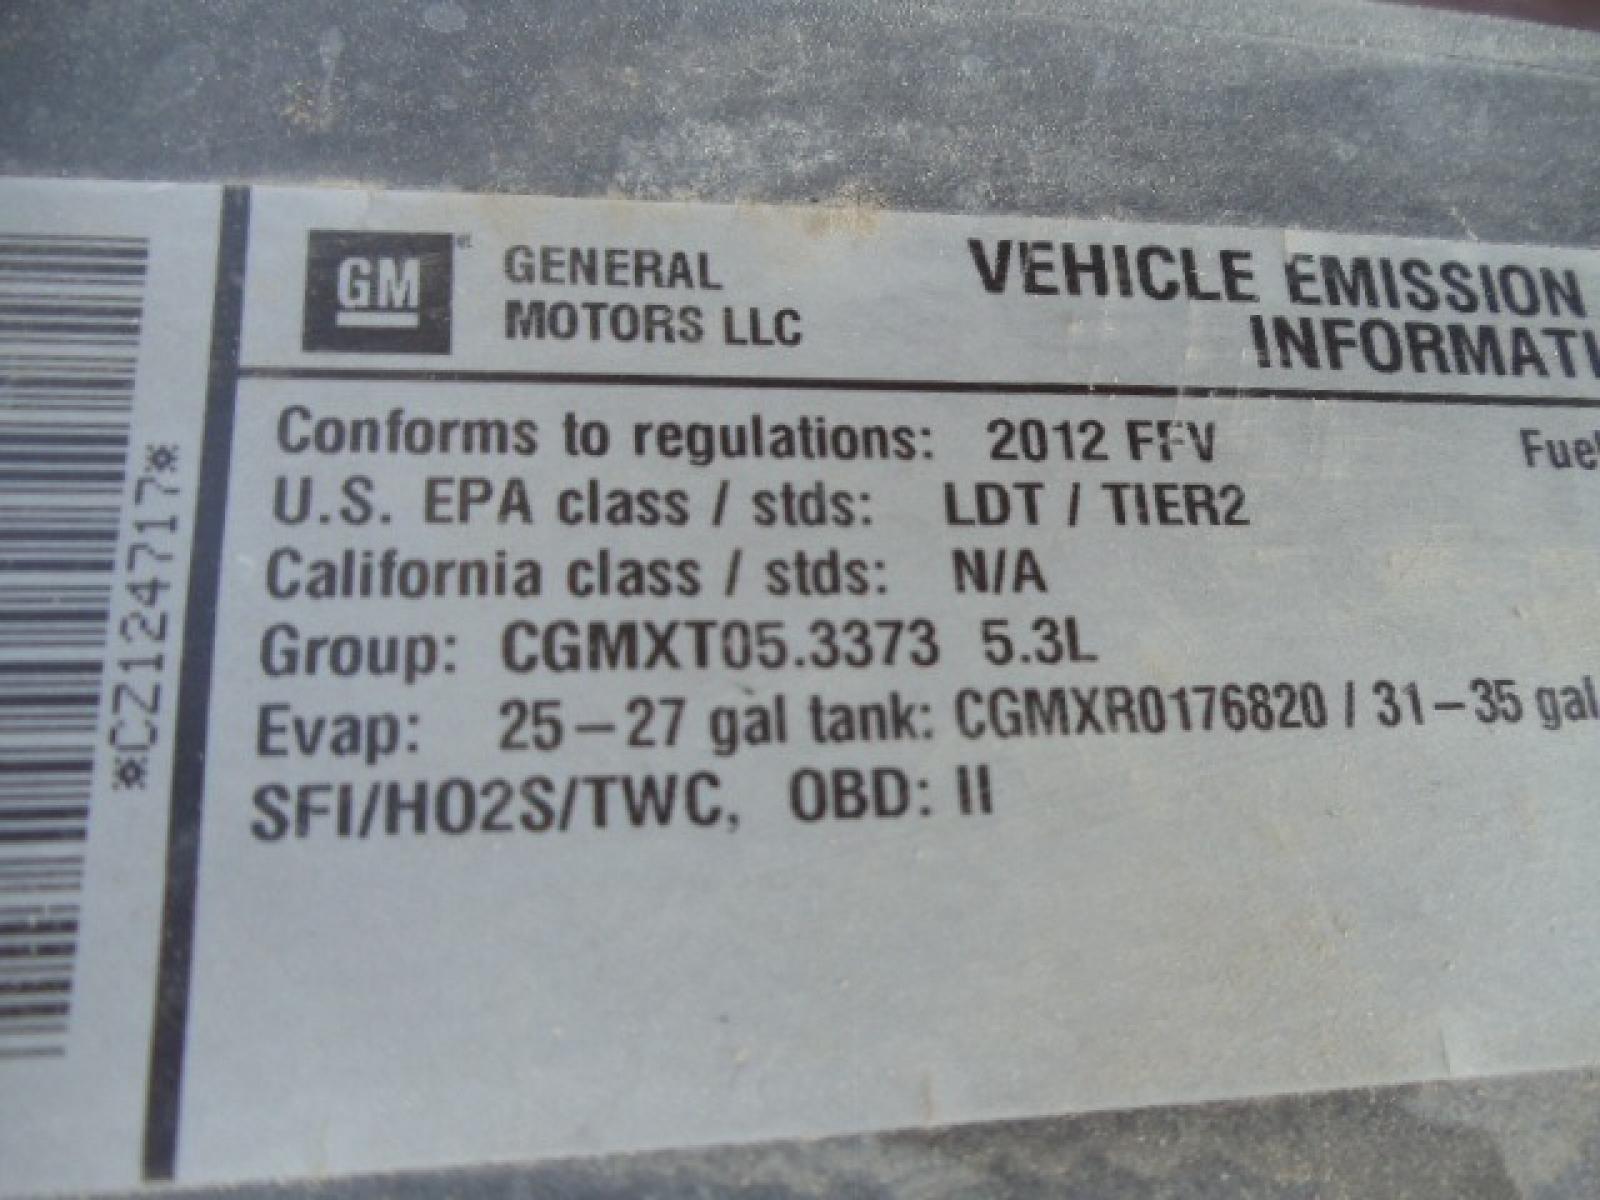 GM
GENERAL
MOTORS LLC
VEHICLE EMISSION
INFORMATI
Conforms to regulations: 2012 FFV
Fuel
U.S. EPA class / stds: LDT / TIER2
California class / stds: N/A
Group: CGMXT05.3373 5.3L
Evap: 25-27 gal tank: CGMXR0176820 / 31-35 gal
SFI/HO2S/TWC, OBD: II
*CZ124717*